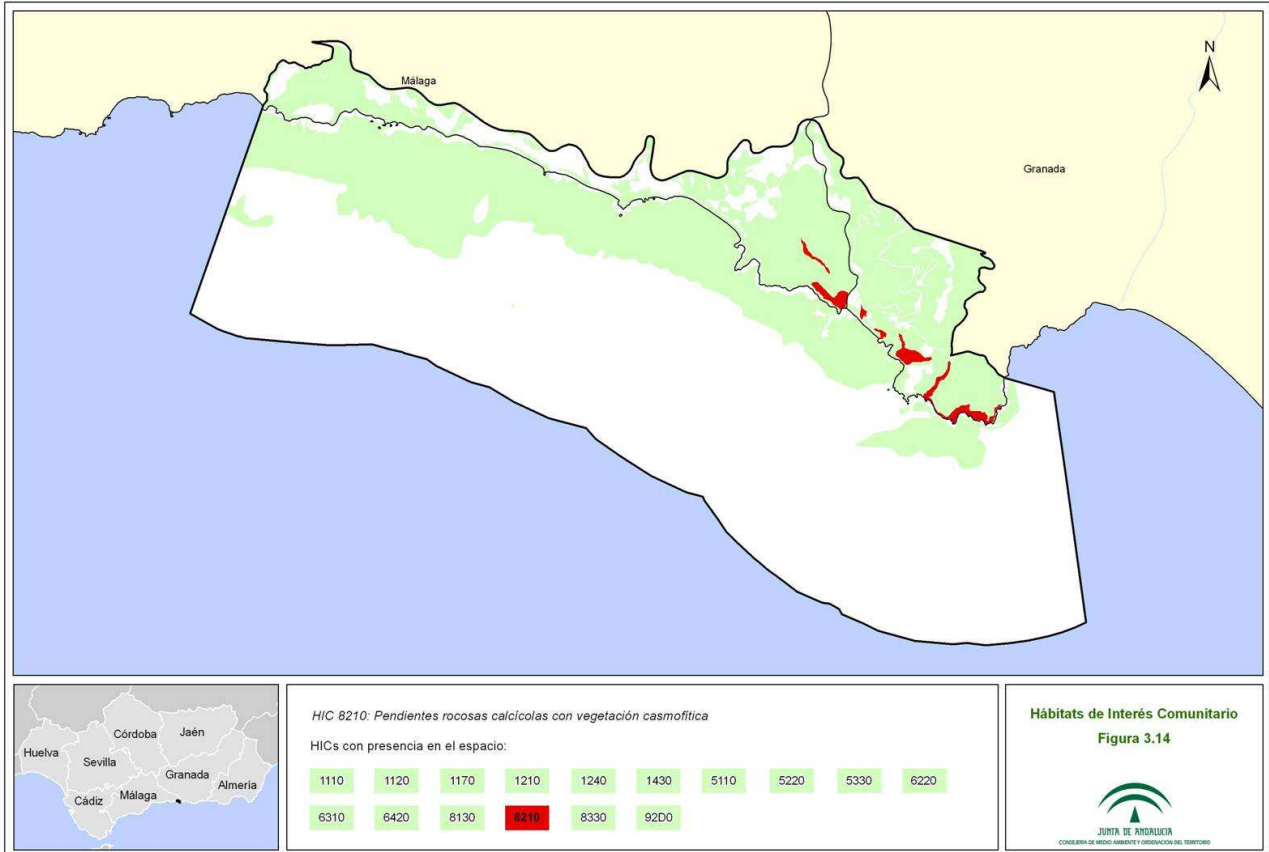 Málaga
N
Granada
Huelva
Sevilla
Córdoba
Jaén
Cádiz
Málaga
Granada
Almería
HIC 8210: Pendientes rocosas calcícolas con vegetación casmofítica
HICs con presencia en el espacio:
1110 1120 1170 1210 1240 1430 5110 5220 5330 6220
6310 6420 8130 8210 8330 92D0
Hábitats de Interés Comunitario
Figura 3.14
JUNTA DE ANDALUCIA
CONSEJERÍA DE MEDIO AMBIENTE Y ORDENACIÓN DEL TERRITORIO